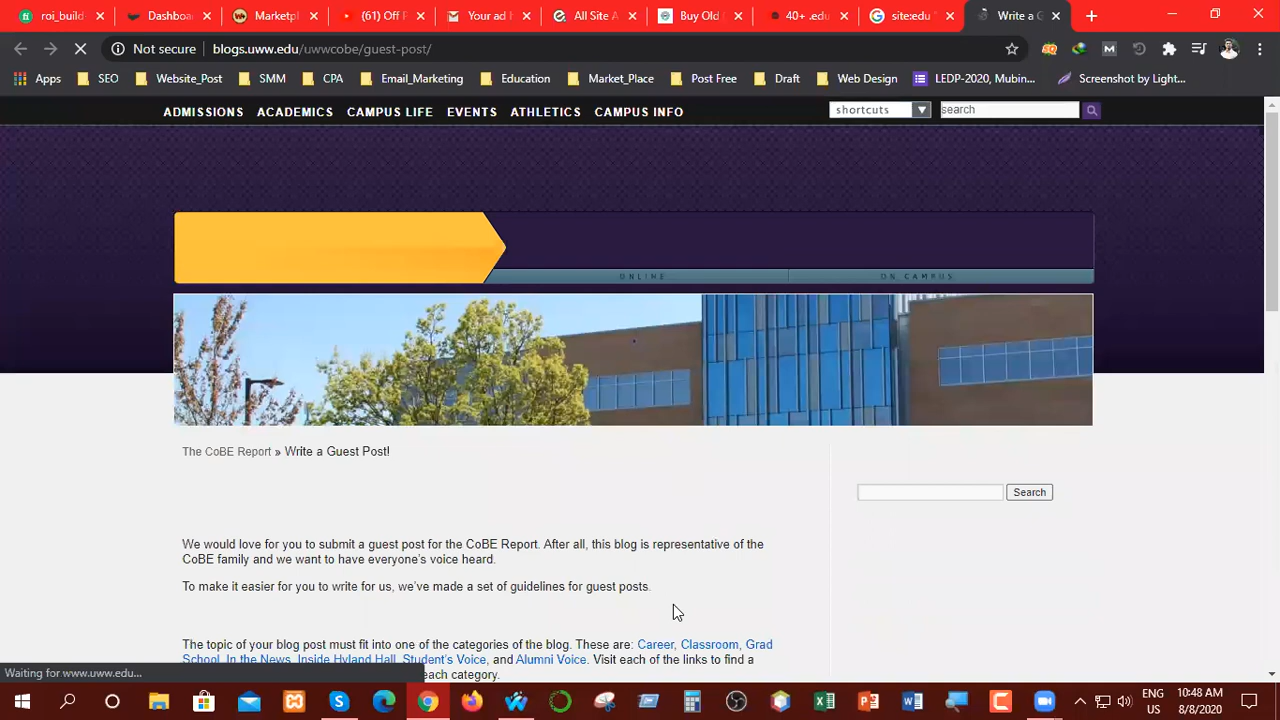 roi_build
Dashboa
Marketpl
(61) Off P
Your ad H
All Site A
Buy Old G
40+ .edu
site:edu "
Write a G
Not secure
blogs.uww.edu/uwwcobe/guest-post/
Apps
SEO
Website_Post
SMM
CPA
Email_Marketing
Education
Market_Place
Post Free
Draft
Web Design
LEDP-2020, Mubin...
Screenshot by Light...
ADMISSIONS ACADEMICS CAMPUS LIFE EVENTS ATHLETICS CAMPUS INFO
shortcuts
search
ONLINE
ON CAMPUS
The CoBE Report » Write a Guest Post!
Search
We would love for you to submit a guest post for the CoBE Report. After all, this blog is representative of the
CoBE family and we want to have everyone's voice heard.
To make it easier for you to write for us, we've made a set of guidelines for guest posts.
The topic of your blog post must fit into one of the categories of the blog. These are: Career, Classroom, Grad
School, In the News, Inside Hyland Hall, Student's Voice, and Alumni Voice. Visit each of the links to find a
each category.
Waiting for www.uww.edu...
ENG
US
10:48 AM
8/8/2020